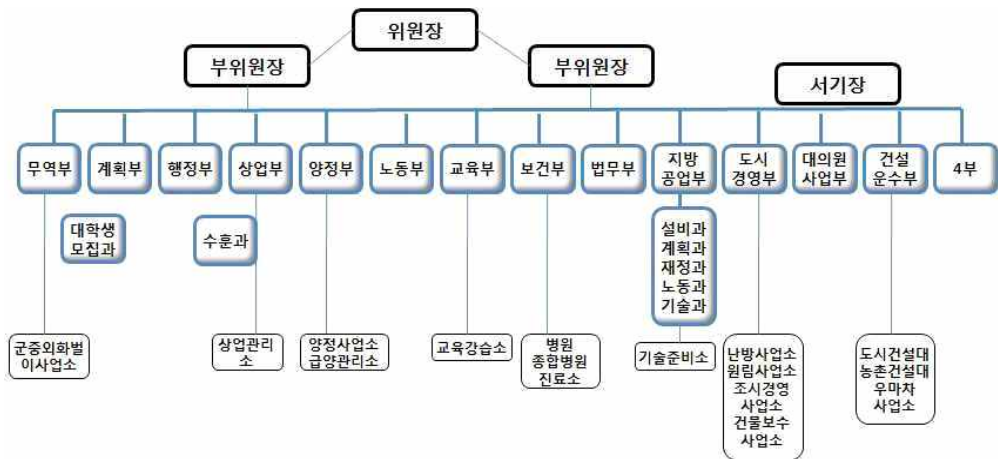 위원장
부위원장
부위원장
서기장
무역부
계획부
행정부
상업부
양정부
노동부
교육부
보건부
법무부
지방
공업부
도시
경영부
대의원
사업부
건설
운수부
4부
대학생
모집과
수훈과
설비과
계획과
재정과
노동과
기술과
군중외화벌
이사업소
상업관리
소
양정사업소
급양관리소
교육강습소
병원
종합병원
진료소
기술준비소
난방사업소
원림사업소
조시경영
사업소
건물보수
사업소
도시건설대
농촌건설대
우마차
사업소